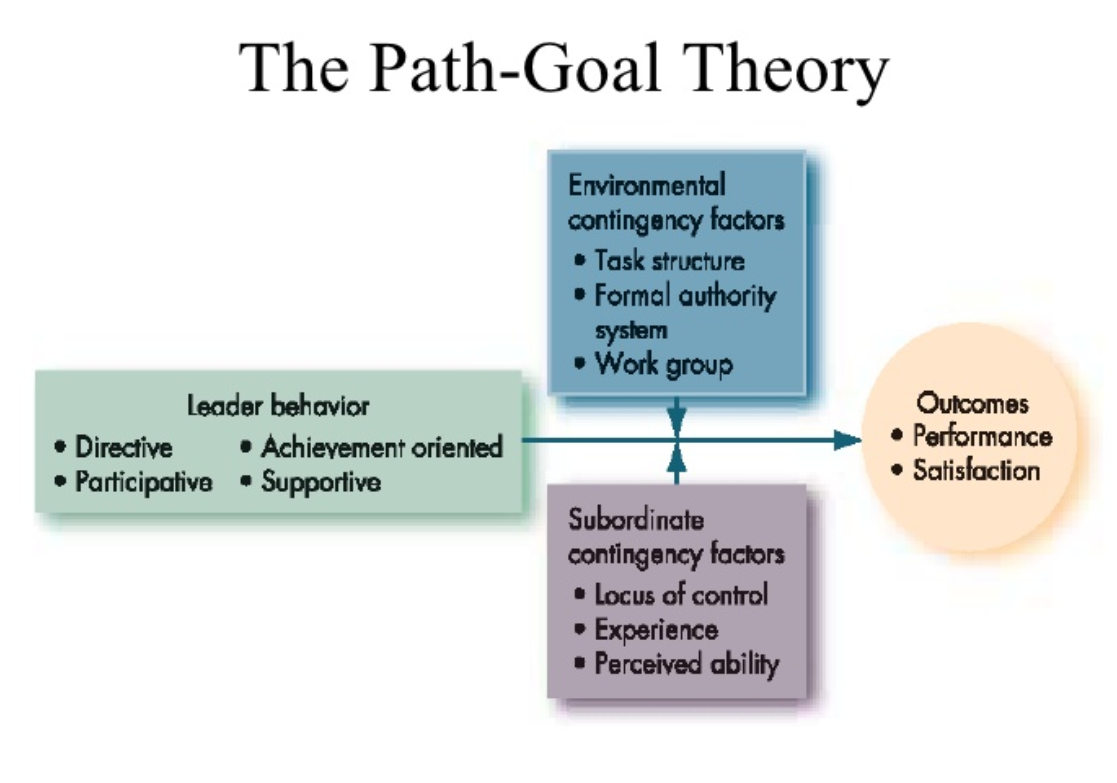 The Path-Goal Theory
Environmental
contingency factors
• Task structure
• Formal authority
system
• Work group
Leader behavior
• Directive • Achievement oriented
• Participative • Supportive
Outcomes
• Performance
• Satisfaction
Subordinate
contingency factors
• Locus of control
• Experience
• Perceived ability